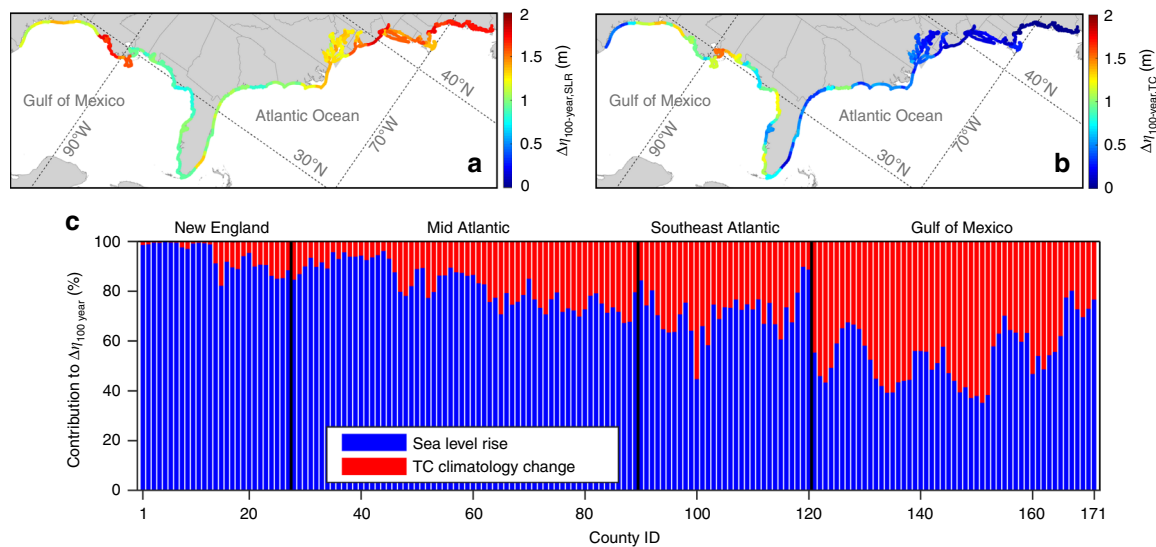 Gulf of Mexico
Atlantic Ocean
90°W
30°N
70°W
40°N
a
2
1.5
1
0.5
0
Δη100-year,SLR (m)
Gulf of Mexico
Atlantic Ocean
90°W
30°N
70°W
40°N
b
2
1.5
1
0.5
0
Δη100-year,TC (m)
c
New England
Mid Atlantic
Southeast Atlantic
Gulf of Mexico
Contribution to Δη100 year (%)
100
80
60
40
20
0
Sea level rise
TC climatology change
1 20 40 60 80 100 120 140 160 171
County ID